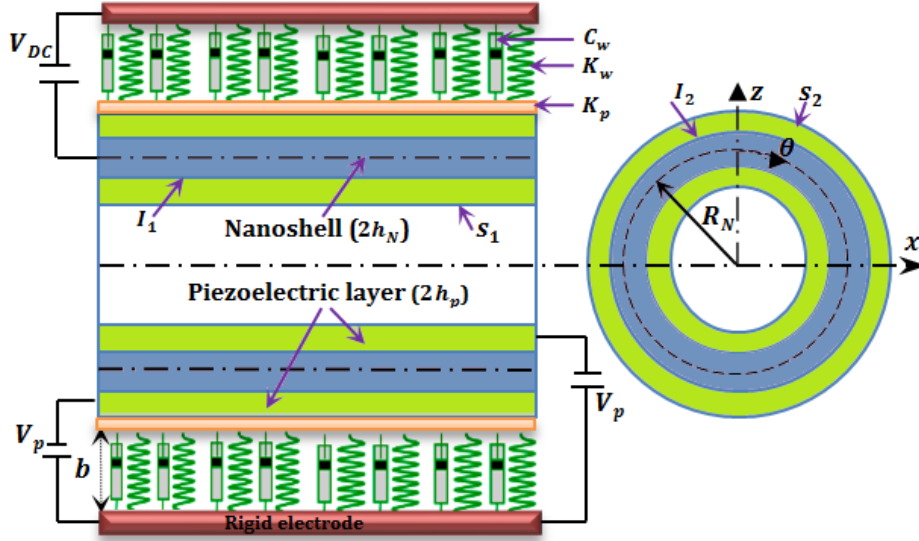 V_DC
C_w
K_w
K_p
I_1
Nanoshell (2h_N)
s_1
Piezoelectric layer (2h_p)
V_p
b
V_p
Rigid electrode
I_2
z
s_2
θ
R_N
x